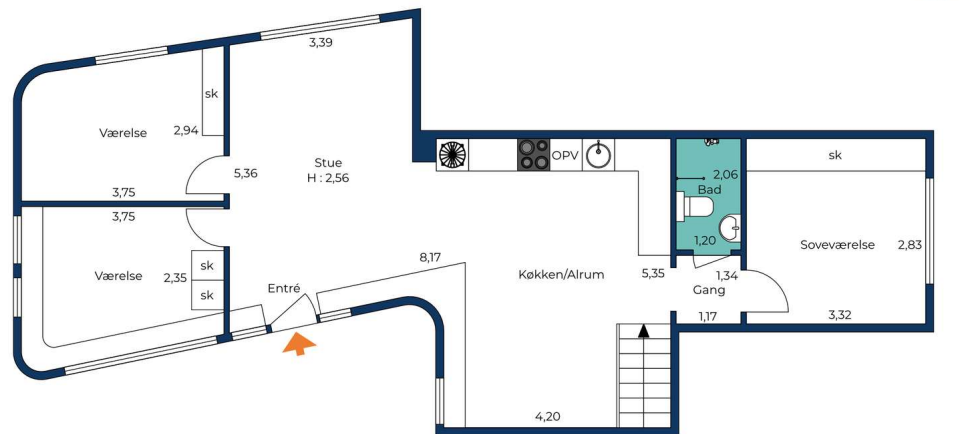 3,39
sk
Værelse
2,94
3,75
Stue
H : 2,56
5,36
3,75
Værelse
2,35
sk
sk
Entré
8,17
OPV
Køkken/Alrum
5,35
4,20
2,06
Bad
1,20
1,34
Gang
1,17
sk
Soveværelse
2,83
3,32